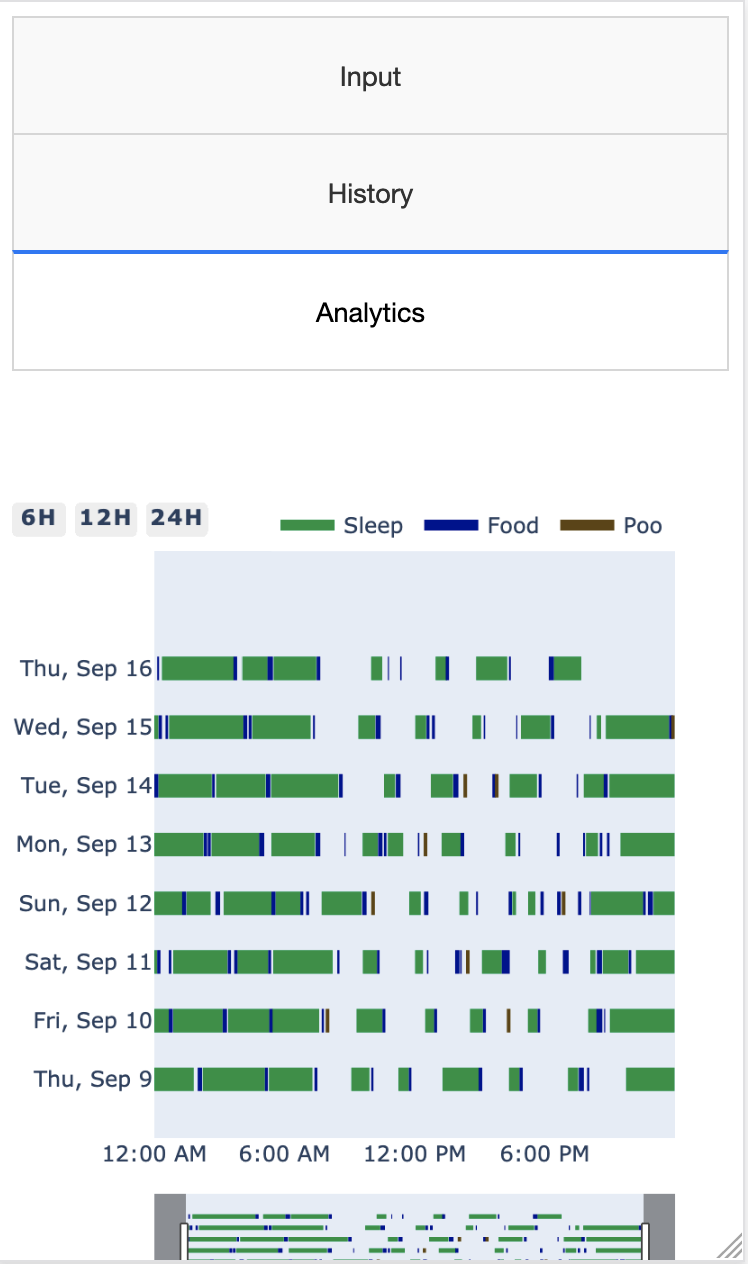 Input
History
Analytics
6H 12H 24H
Sleep Food Poo
Thu, Sep 16
Wed, Sep 15
Tue, Sep 14
Mon, Sep 13
Sun, Sep 12
Sat, Sep 11
Fri, Sep 10
Thu, Sep 9
12:00 AM 6:00 AM 12:00 PM 6:00 PM